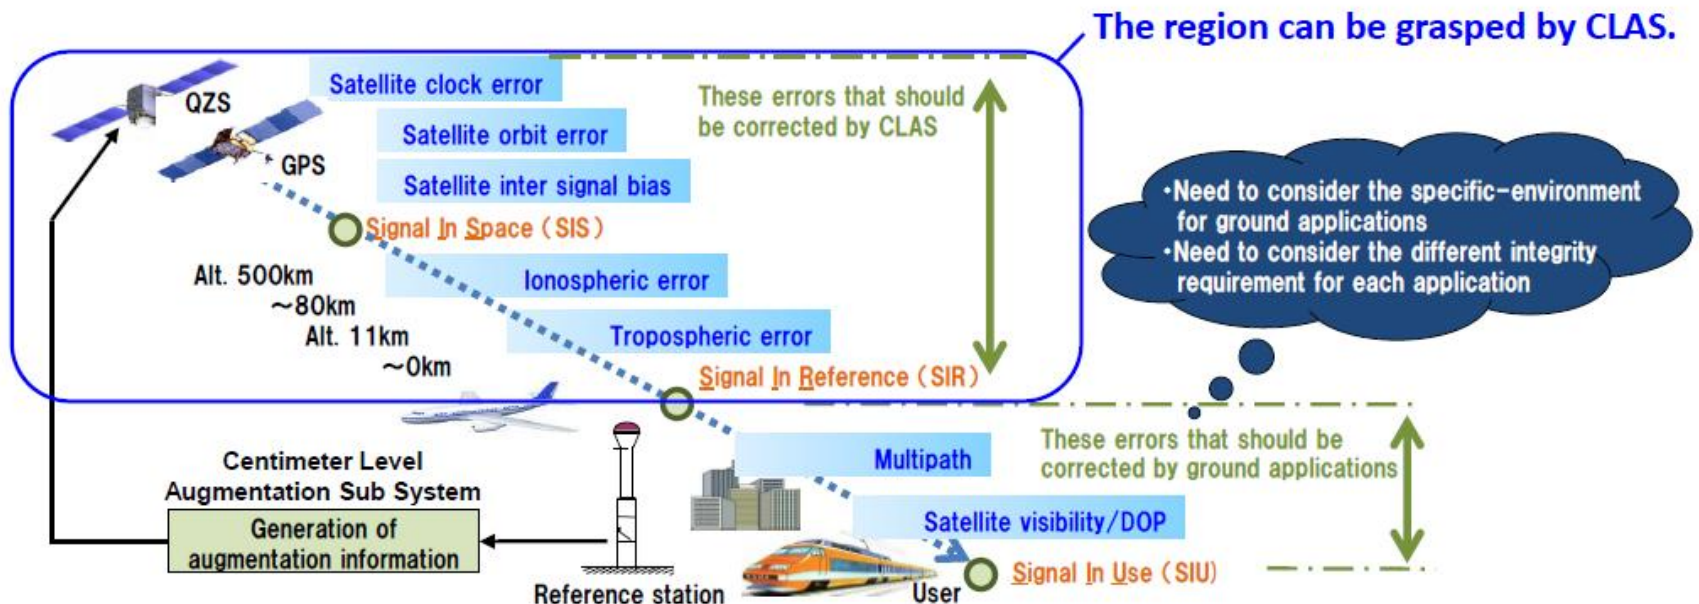 The region can be grasped by CLAS.
Satellite clock error
QZS
These errors that should
be corrected by CLAS
Satellite orbit error
GPS
Satellite inter signal bias
・Need to consider the specific-environment
for ground applications
・Need to consider the different integrity
requirement for each application
Signal In Space (SIS)
Alt. 500km
～80km
Ionospheric error
Alt. 11km
～0km
Tropospheric error
Signal In Reference (SIR)
These errors that should be
corrected by ground applications
Multipath
Centimeter Level
Augmentation Sub System
Generation of
augmentation information
Satellite visibility/DOP
Reference station
User
Signal In Use (SIU)